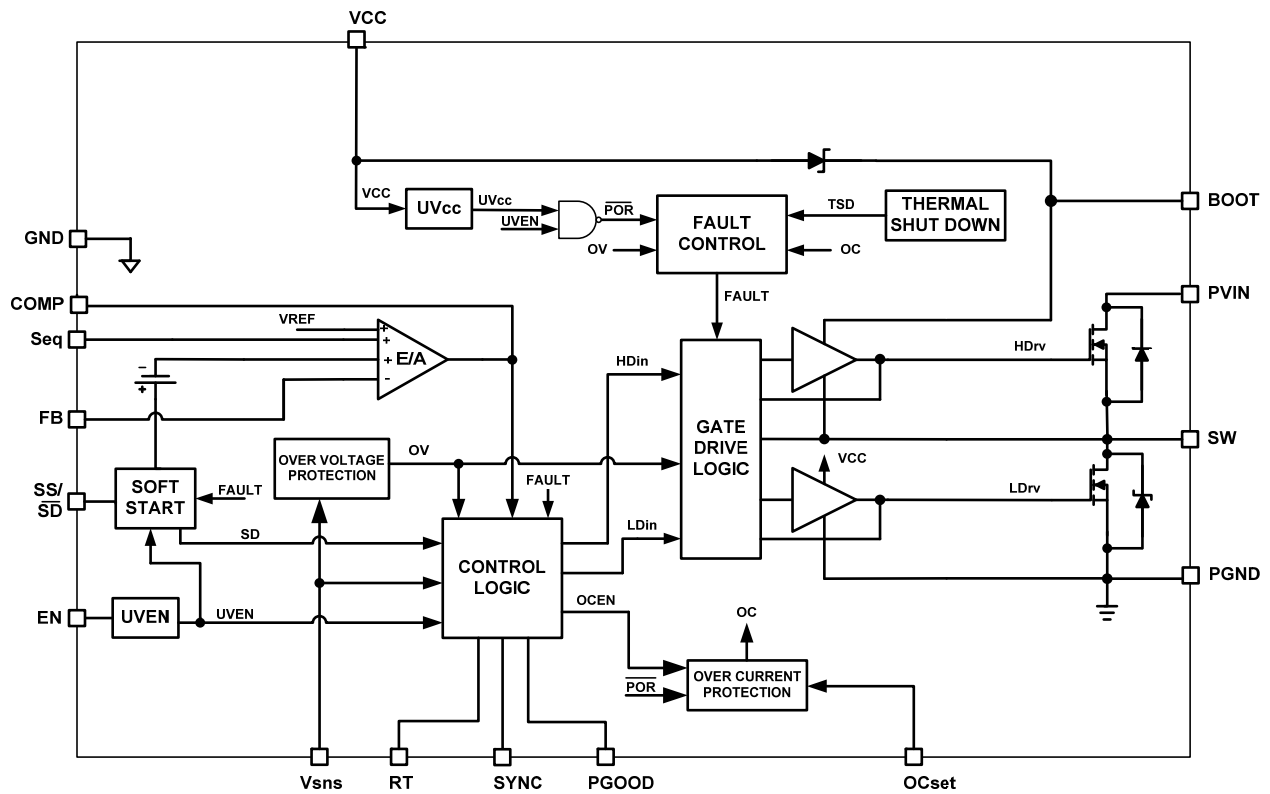 VCC
VCC
UVcc
UVcc
UVEN
POR
OV
FAULT
CONTROL
TSD
THERMAL
SHUT DOWN
OC
BOOT
GND
COMP
VREF
Seq
+
+
+
-
E/A
FAULT
PVIN
HDin
HDrv
−
+
FB
GATE
DRIVE
LOGIC
SW
OVER VOLTAGE
PROTECTION
OV
VCC
SS/
SD
SOFT
START
FAULT
FAULT
LDrv
SD
LDin
CONTROL
LOGIC
PGND
EN
UVEN
UVEN
OCEN
OC
POR
OVER CURRENT
PROTECTION
Vsns
RT
SYNC
PGOOD
OCset